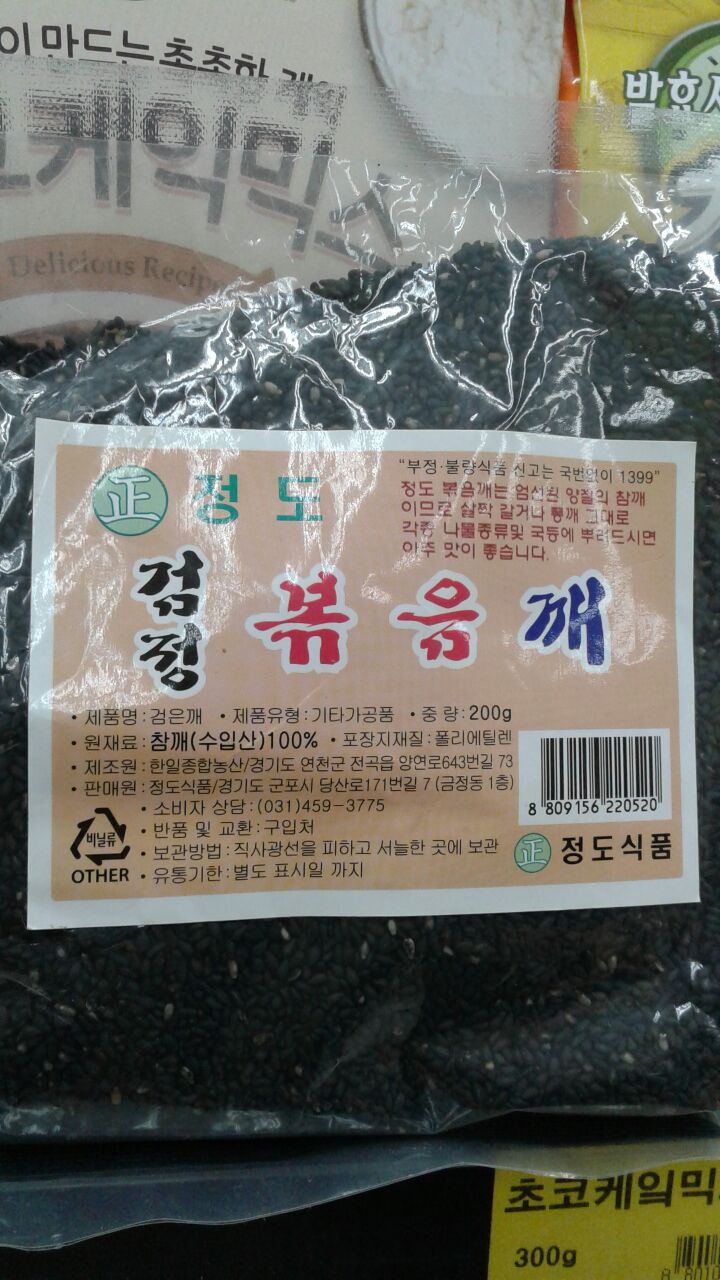 이 만드는 촉촉한
케익믹스
Delicious Recipe
正 정도
"부정·불량식품 신고는 국번없이 1399"
정도 볶음깨는 엄선된 양질의 참깨
이므로 살짝 갈거나 통깨 그대로
각종 나물종류및 국등에 뿌려드시면
아주 맛이 좋습니다.
검정 볶음깨
• 제품명:검은깨 • 제품유형:기타가공품 • 중 량:200g
• 원재료:참깨(수입산)100% • 포장지재질:폴리에틸렌
• 제조원:한일종합농산/경기도 연천군 전곡읍 양연로643번길 73
• 판매원:정도식품/경기도 군포시 당산로171번길 7 (금정동 1층)
• 소비자 상담:(031)459-3775
• 반품 및 교환:구입처
• 보관방법:직사광선을 피하고 서늘한 곳에 보관
• 유통기한:별도 표시일 까지
비닐류
OTHER
8 809156 220520
正 정도식품
초코케익믹
300g